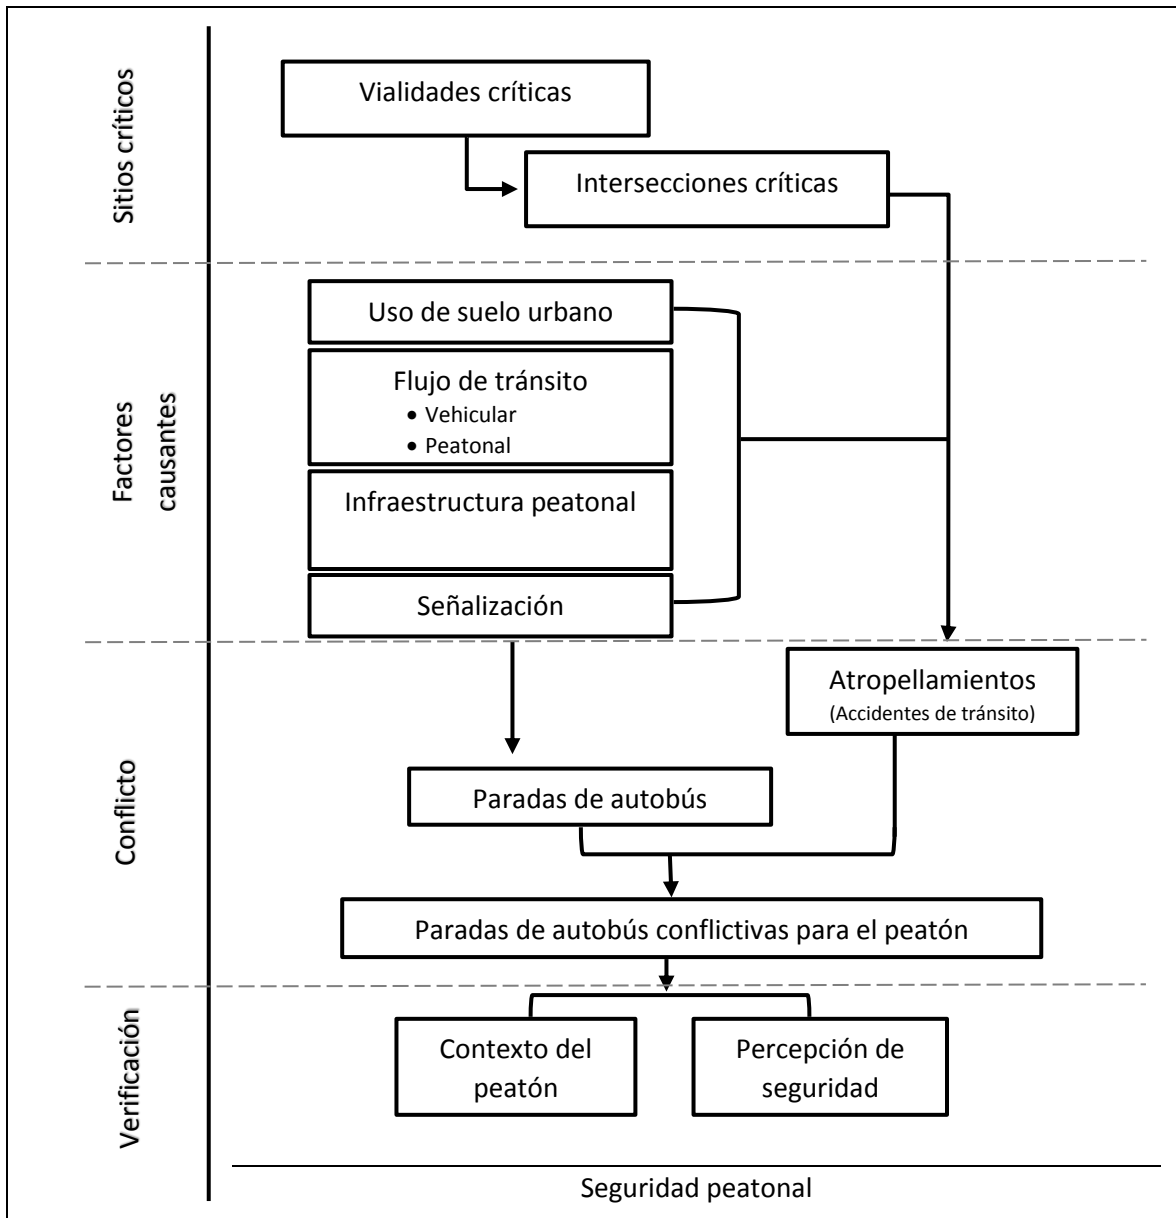 Sitios críticos
Vialidades críticas
Intersecciones críticas
Factores
causantes
Uso de suelo urbano
Flujo de tránsito
• Vehicular
• Peatonal
Infraestructura peatonal
Señalización
Conflicto
Atropellamientos
(Accidentes de tránsito)
Paradas de autobús
Paradas de autobús conflictivas para el peatón
Verificación
Contexto del
peatón
Percepción de
seguridad
Seguridad peatonal